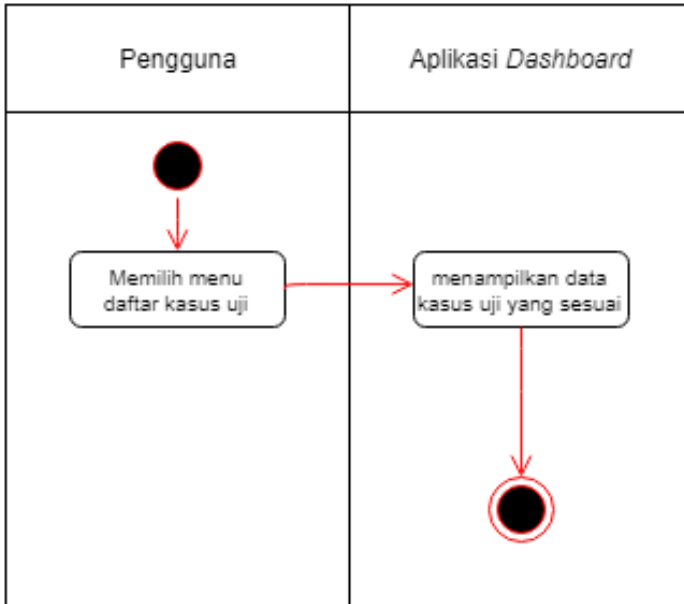 Pengguna
Aplikasi Dashboard
Memilih menu
daftar kasus uji
menampilkan data
kasus uji yang sesuai